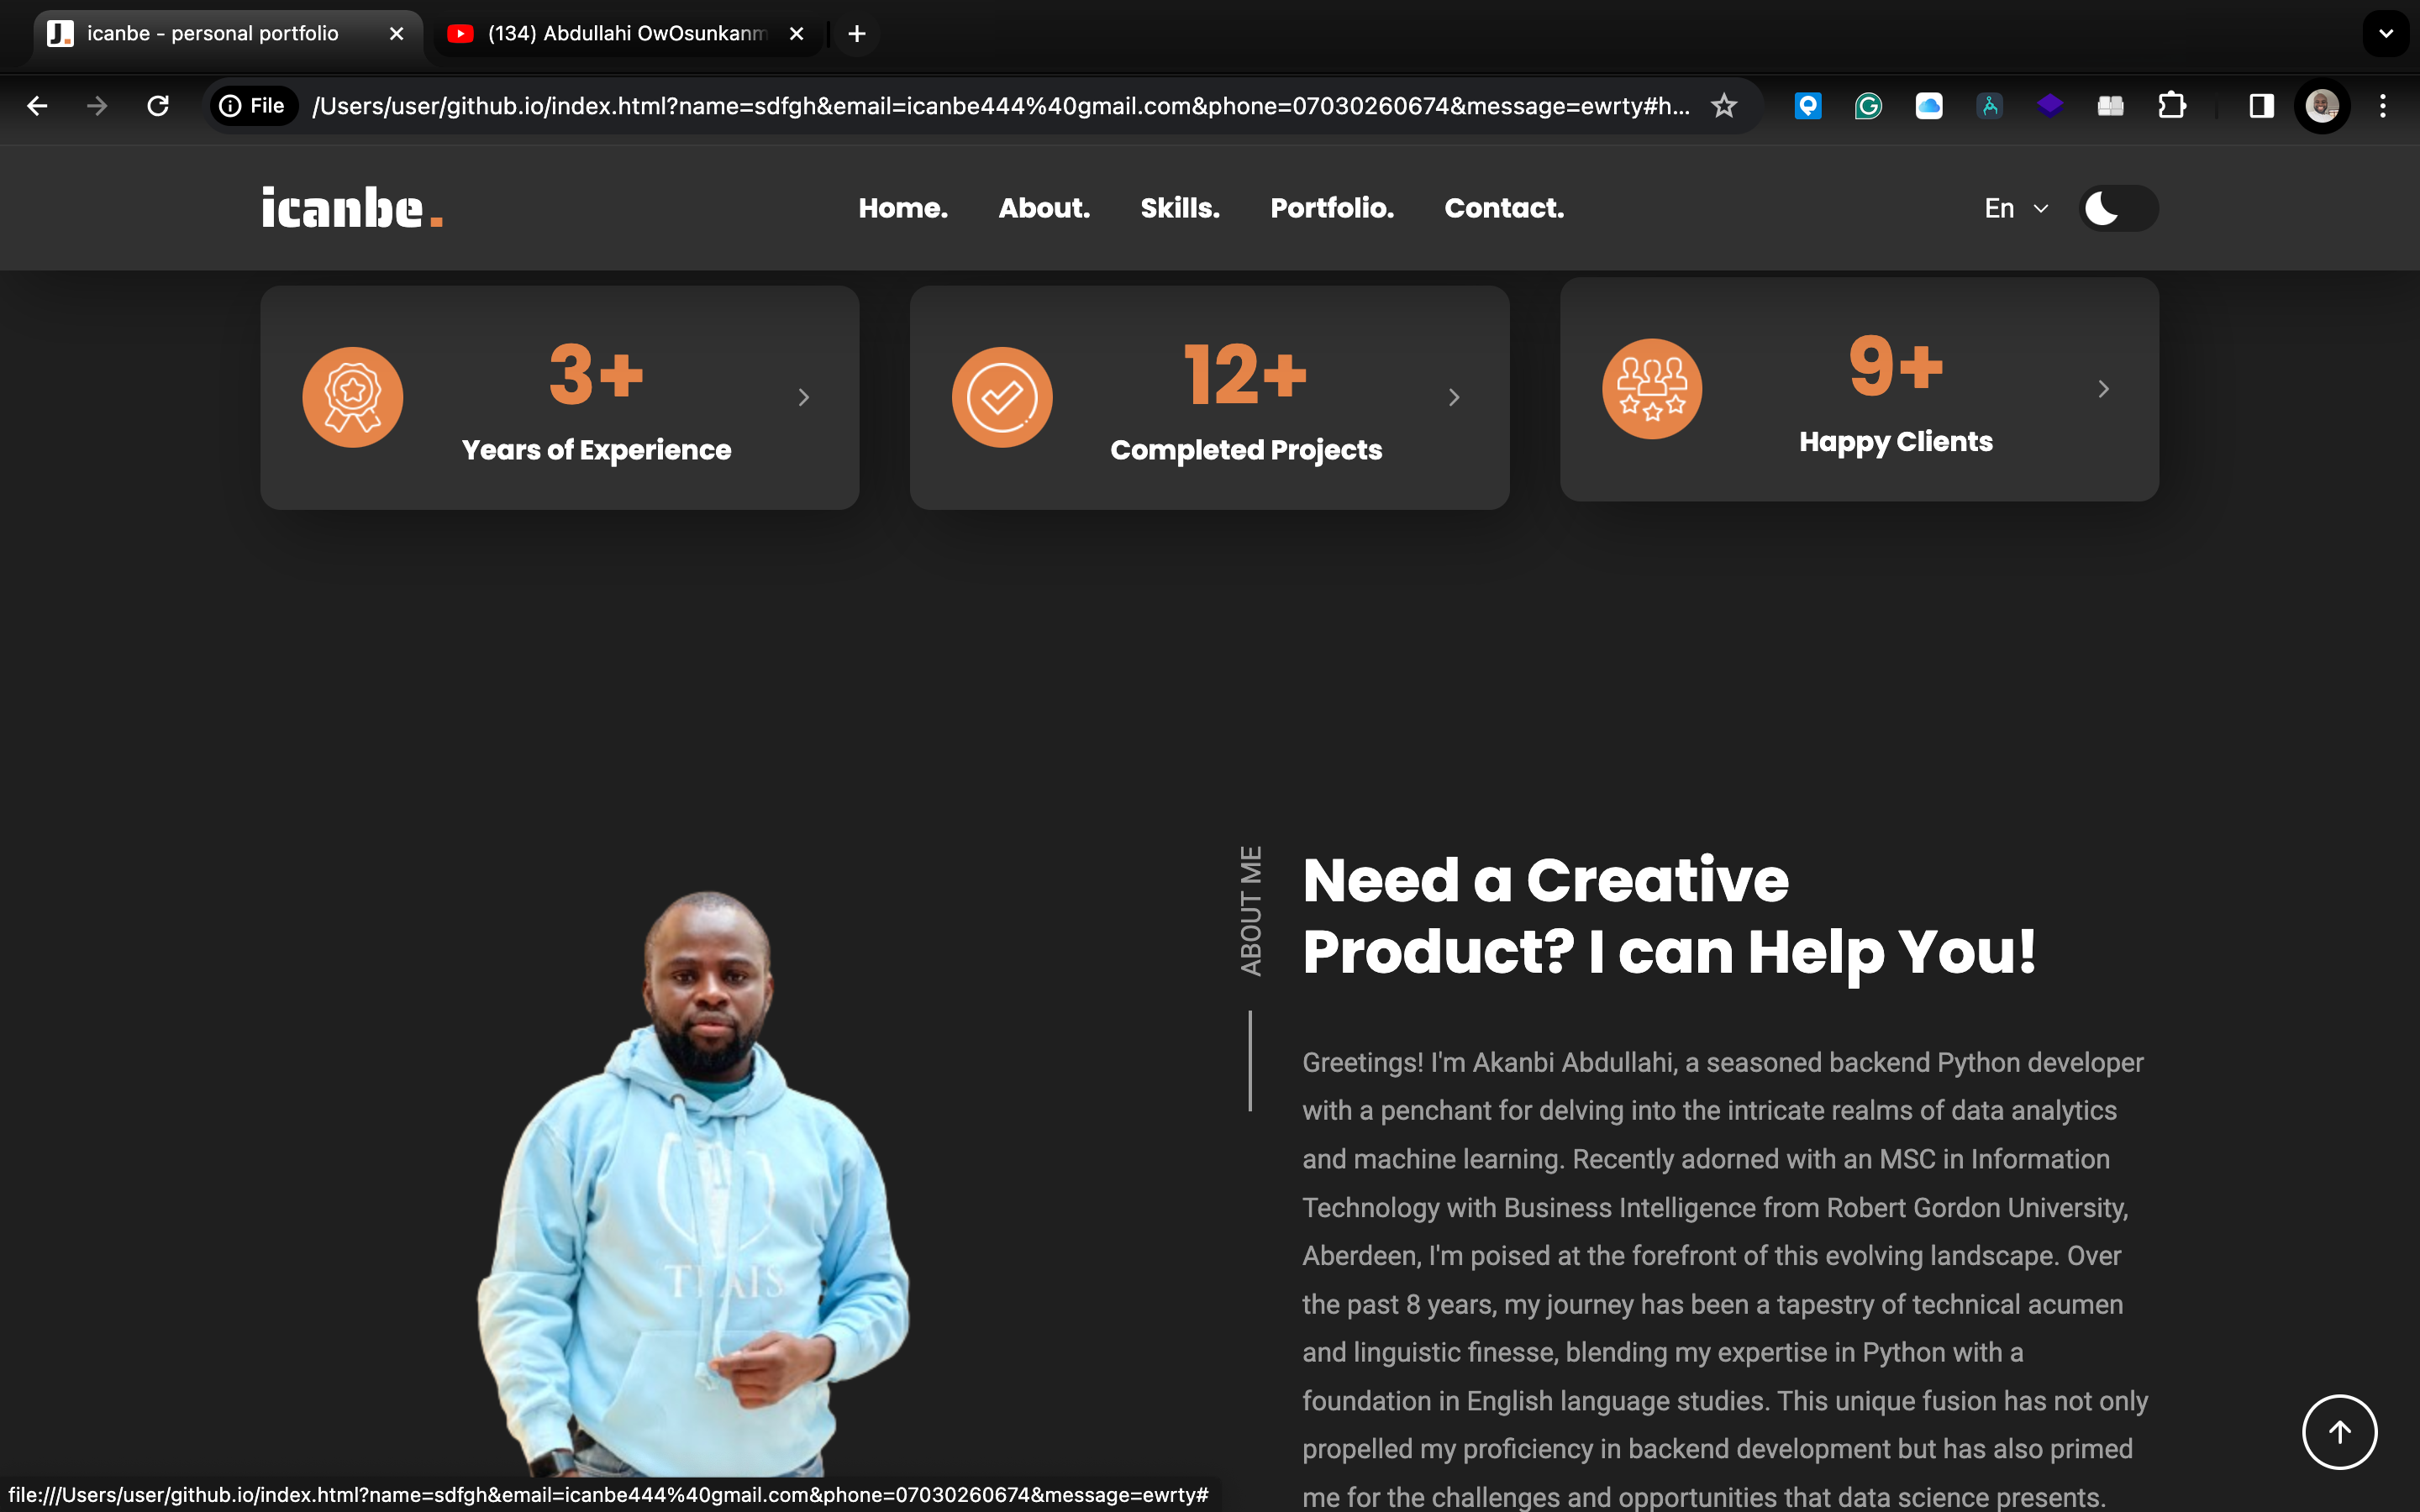 icanbe - personal portfolio
(134) Abdullahi OwOsunkanm
File
/Users/user/github.io/index.html?name=sdfgh&email=icanbe444%40gmail.com&phone=07030260674&message=ewrty#h...
icanbe.
Home. About. Skills. Portfolio. Contact.
En
3+
Years of Experience
12+
Completed Projects
9+
Happy Clients
ABOUT ME
Need a Creative
Product? I can Help You!
Greetings! I'm Akanbi Abdullahi, a seasoned backend Python developer
with a penchant for delving into the intricate realms of data analytics
and machine learning. Recently adorned with an MSC in Information
Technology with Business Intelligence from Robert Gordon University,
Aberdeen, I'm poised at the forefront of this evolving landscape. Over
the past 8 years, my journey has been a tapestry of technical acumen
and linguistic finesse, blending my expertise in Python with a
foundation in English language studies. This unique fusion has not only
propelled my proficiency in backend development but has also primed
me for the challenges and opportunities that data science presents.
file:///Users/user/github.io/index.html?name=sdfgh&email=icanbe444%40gmail.com&phone=07030260674&message=ewrty#